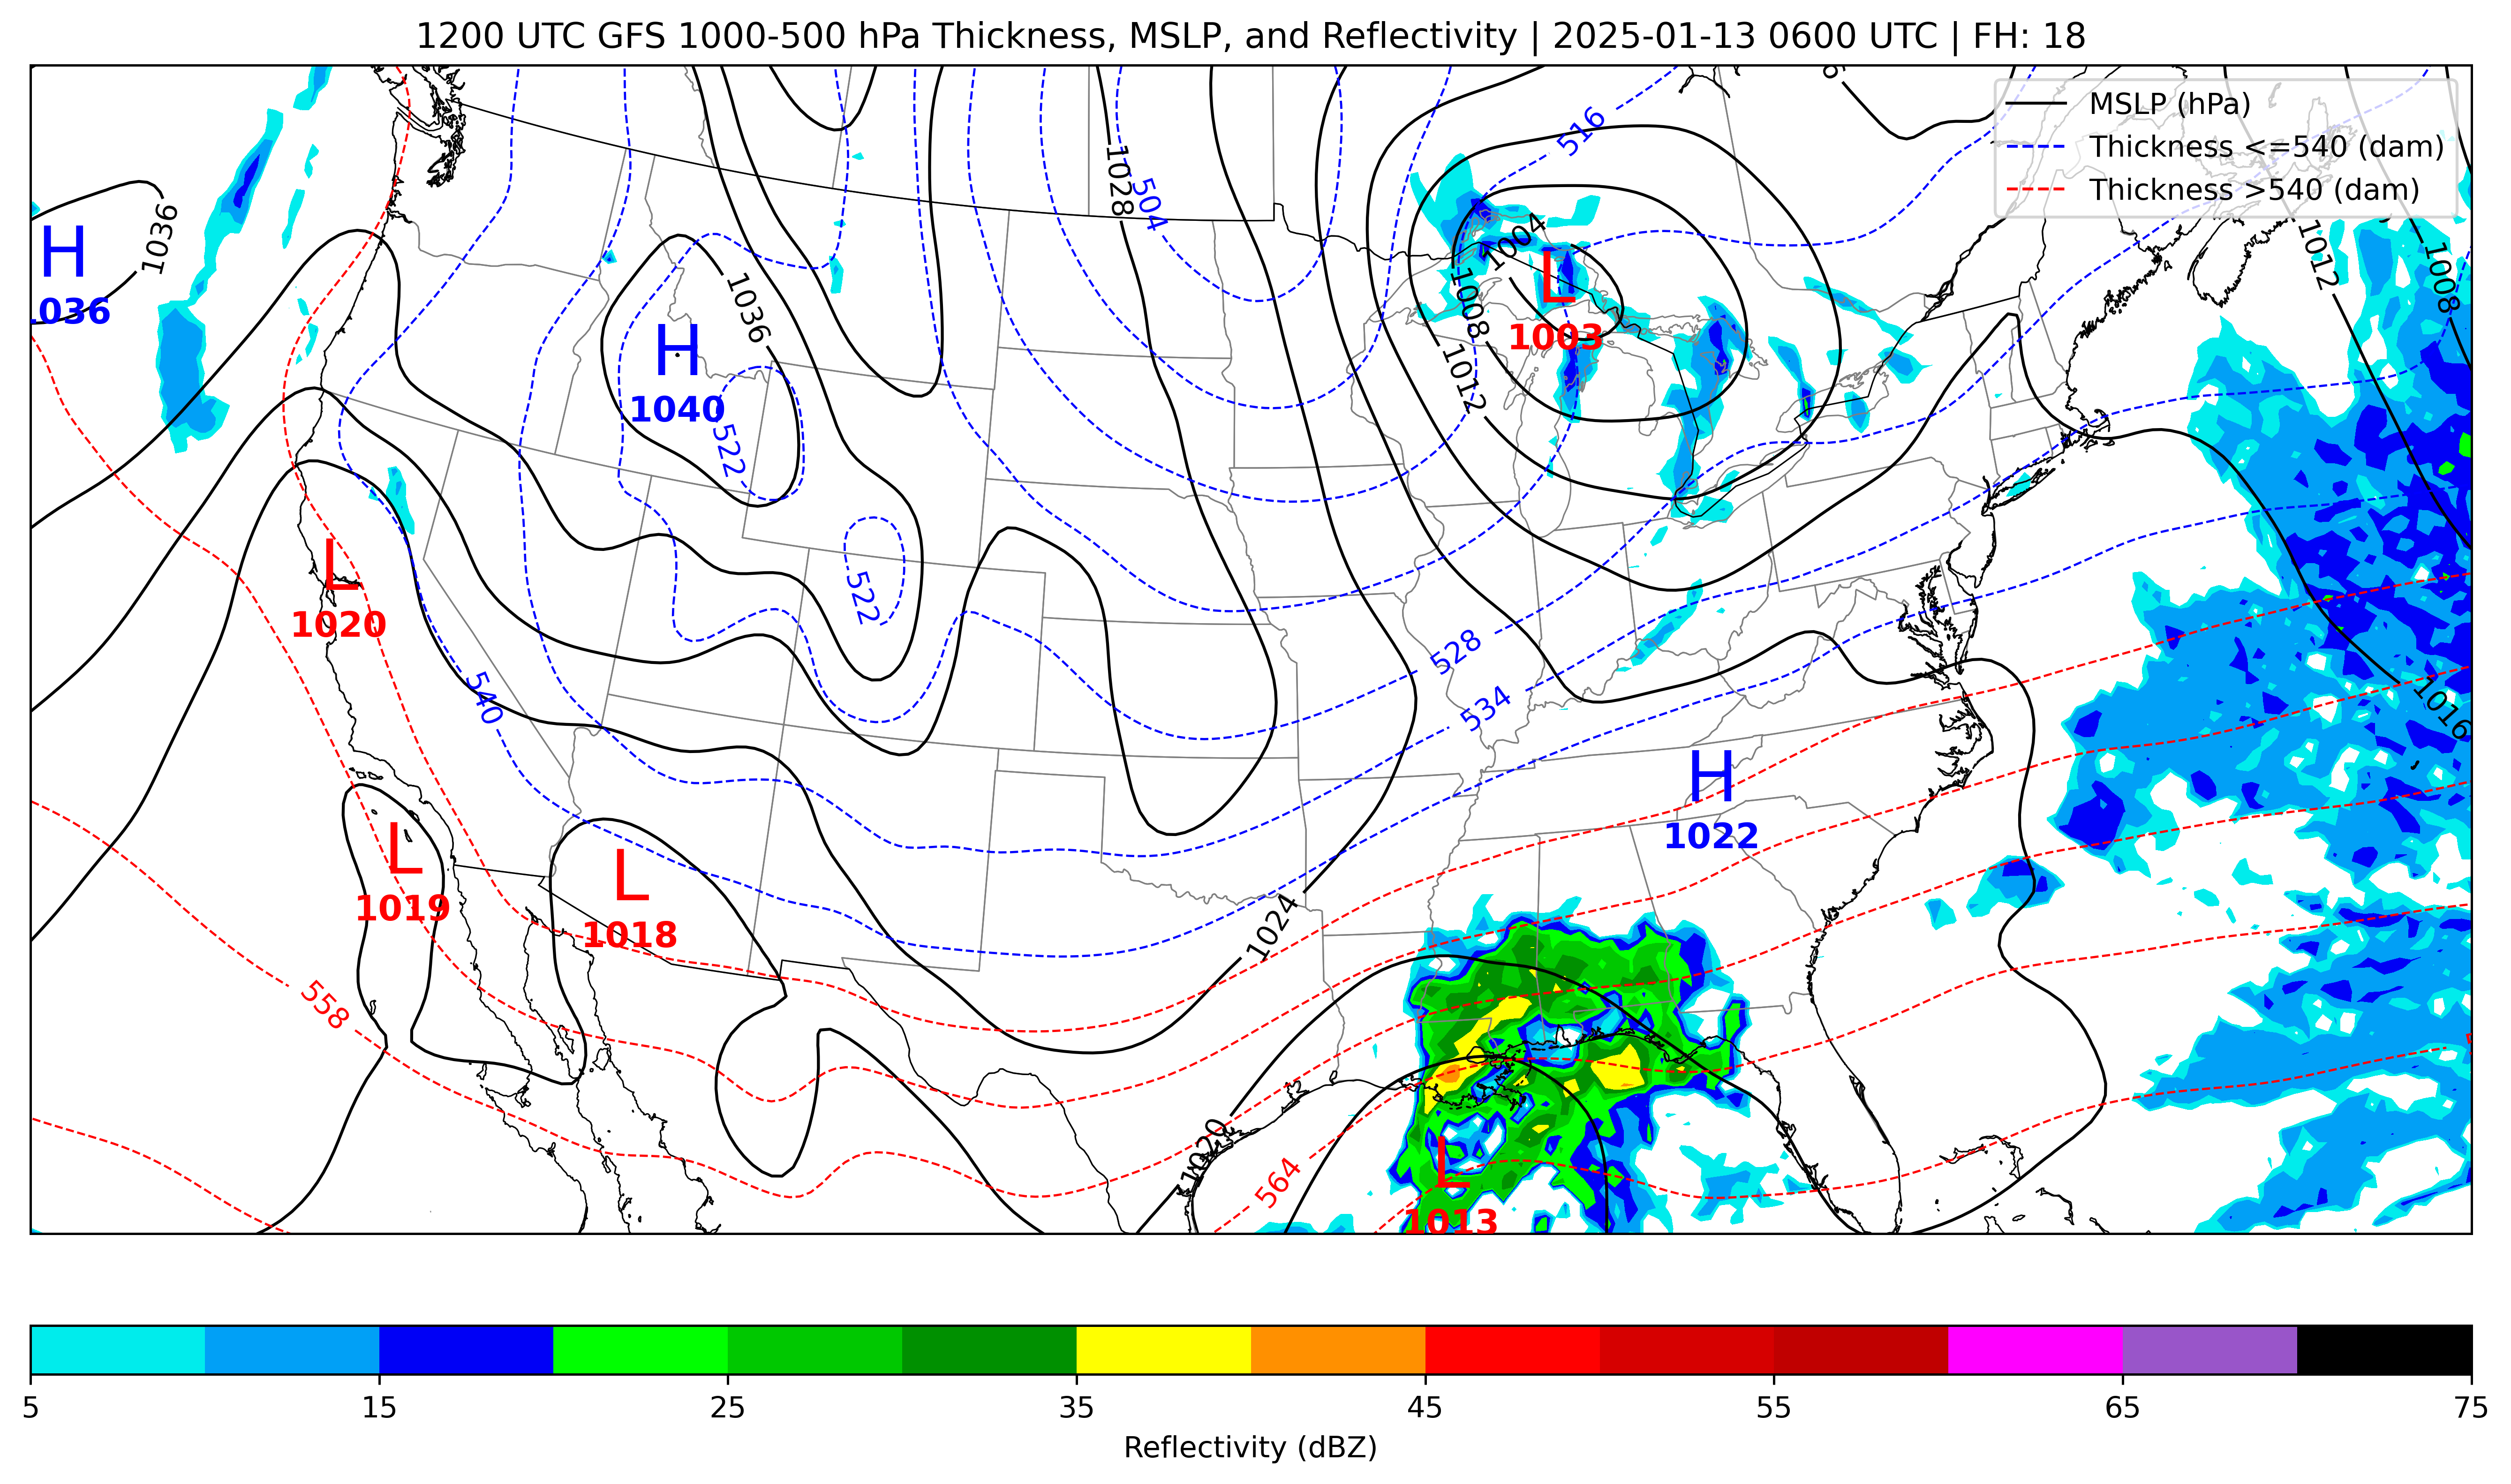 1200 UTC GFS 1000-500 hPa Thickness, MSLP, and Reflectivity | 2025-01-13 0600 UTC | FH: 18
MSLP (hPa)
Thickness <=540 (dam)
Thickness >540 (dam)
516
1028
504
1036
H
1036
1004
1012
1008
L
1003
1008
1036
H
1040
1012
522
522
L
1020
528
540
534
1016
H
1022
L
1019
L
1018
1024
558
1020
564
L
1013
5
15
25
35
45
55
65
75
Reflectivity (dBZ)